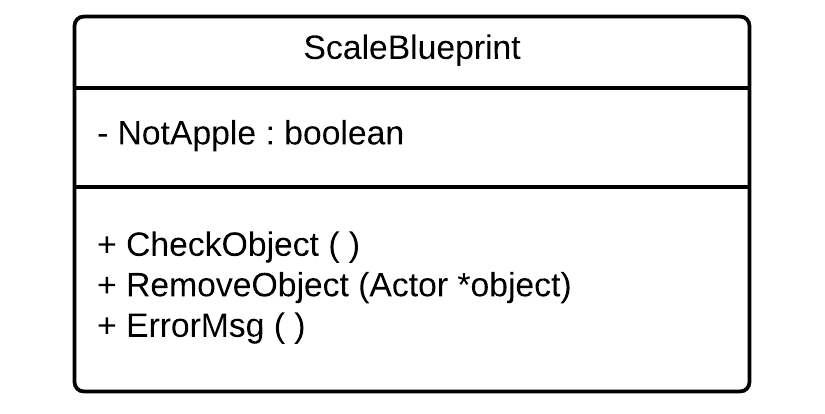 ScaleBlueprint
- NotApple : boolean
+ CheckObject ( )
+ RemoveObject (Actor *object)
+ ErrorMsg ( )